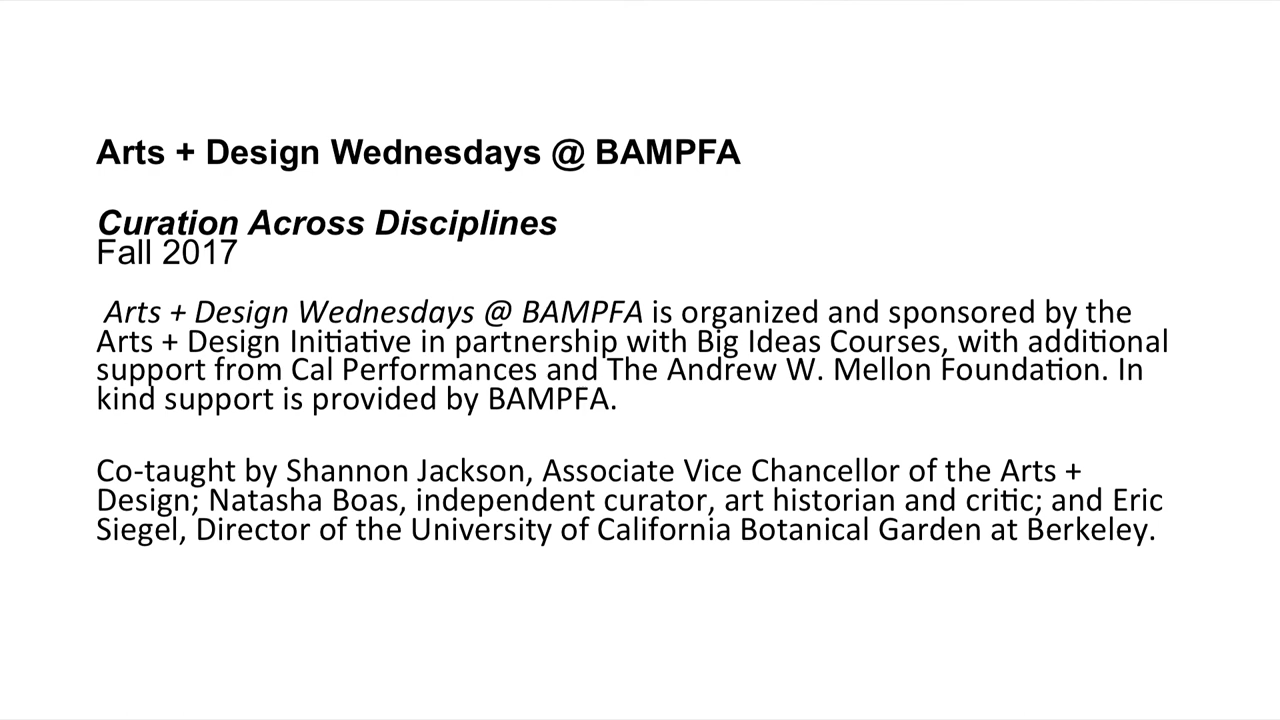 Arts + Design Wednesdays @ BAMPFA
Curation Across Disciplines
Fall 2017
Arts + Design Wednesdays @ BAMPFA is organized and sponsored by the
Arts + Design Initiative in partnership with Big Ideas Courses, with additional
support from Cal Performances and The Andrew W. Mellon Foundation. In
kind support is provided by BAMPFA.
Co-taught by Shannon Jackson, Associate Vice Chancellor of the Arts +
Design; Natasha Boas, independent curator, art historian and critic; and Eric
Siegel, Director of the University of California Botanical Garden at Berkeley.